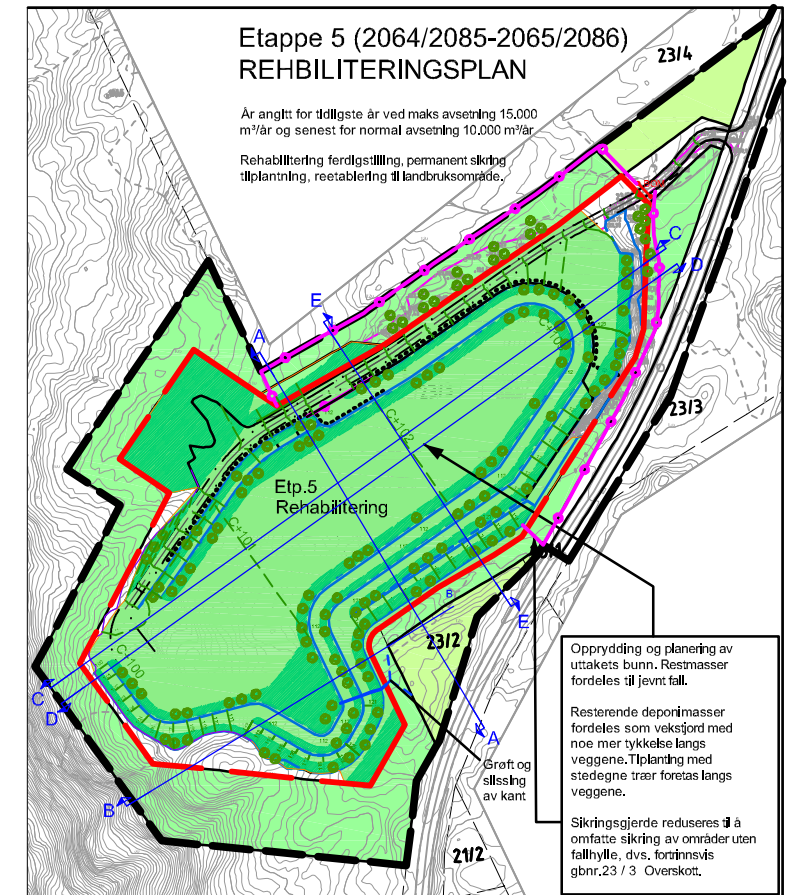 Etappe 5 (2064/2085-2065/2086)
REHBILITERINGSPLAN
År angitt for tidligste år ved maks avsetning 15.000
m³/år og senest for normal avsetning 10.000 m³/år
Rehabilitering ferdigstilling, permanent sikring
tilplantning, reetablering til landbruksområde.
23/4
C
D
E
A
23/3
C+102
Etp.5
Rehabilitering
C+101
B
E
23/2
C+100
C
D
A
B
Grøft og
slissing
av kant
21/2
Opprydding og planering av
uttakets bunn. Restmasser
fordeles til jevnt fall.
Resterende deponimasser
fordeles som vekstjord med
noe mer tykkelse langs
veggene.Tilplanting med
stedegne trær foretas langs
veggene.
Sikringsgjerde reduseres til å
omfatte sikring av områder uten
fallhylle, dvs. fortrinnsvis
gbnr.23 / 3 Overskott.